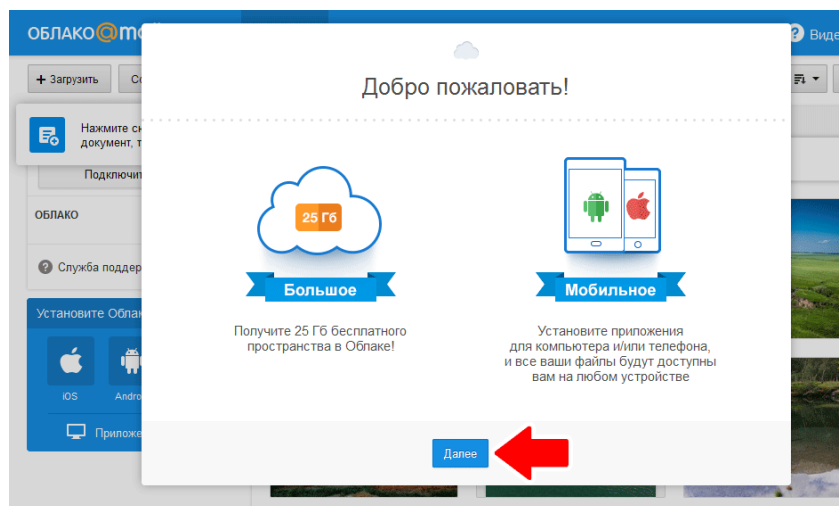 ОБЛАКО@m
Виде
+ Загрузить
Добро пожаловать!
Нажмите
документ, т
Подключит
25 Гб
ОБЛАКО
Служба поддер
Большое
Мобильное
Установите Облак
Получите 25 Гб бесплатного
пространства в Облаке!
Установите приложения
для компьютера и/или телефона,
и все ваши файлы будут доступны
вам на любом устройстве
iOS
Andro
Приложе
Далее